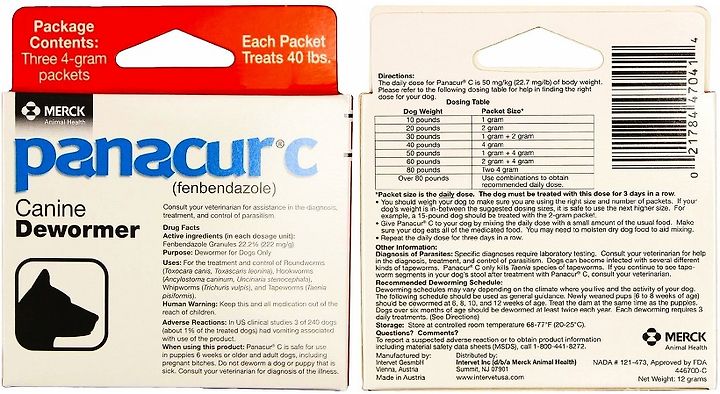 Package
Contents:
Three 4-gram
packets
Each Packet
Treats 40 lbs.
MERCK
Animal Health
panacur® c
(fenbendazole)
Canine
Dewormer
Consult your veterinarian for assistance in the diagnosis,
treatment, and control of parasitism.
Drug Facts
Active ingredients (in each dosage unit):
Fenbendazole Granules 22.2% (222 mg/g)
Purpose: Dewormer for Dogs Only
Uses: For the treatment and control of Roundworms
(Toxocara canis, Toxascaris leonina), Hookworms
(Ancylostoma caninum, Uncinaria stenocephala),
Whipworms (Trichuris vulpis), and Tapeworms (Taenia
pisiformis).
Human Warning: Keep this and all medication out of the
reach of children.
Adverse Reactions: In US clinical studies 3 of 240 dogs
(about 1% of the treated dogs) had vomiting associated
with use of the product.
When using this product: Panacur® C is safe for use
in puppies 6 weeks or older and adult dogs, including
pregnant bitches. Do not deworm a dog or puppy that is
sick. Consult your veterinarian for diagnosis of the illness.
Directions:
The daily dose for Panacur® C is 50 mg/kg (22.7 mg/lb) of body weight.
Please refer to the following dosing table for help in finding the right
dose for your dog.
Dosing Table
Dog Weight Packet Size*
10 pounds 1 gram
20 pounds 2 gram
30 pounds 1 gram + 2 gram
40 pounds 4 gram
50 pounds 1 gram + 4 gram
60 pounds 2 gram + 4 gram
80 pounds Two 4 gram
Over 80 pounds Use combinations to obtain
recommended daily dose.
*Packet size is the daily dose. The dog must be treated with this dose for 3 days in a row.
• You should weigh your dog to make sure you are using the right size and number of packets. If your
dog's weight is in-between the suggested dosing sizes, it is safe to use the next higher size. For
example, a 15-pound dog should be treated with the 2-gram packet.
• Give Panacur® C to your dog by mixing the daily dose with a small amount of the usual food. Make
sure your dog eats all of the medicated food. You may need to moisten dry dog food to aid mixing.
• Repeat the daily dose for three days in a row.
Other Information:
Diagnosis of Parasites: Specific diagnoses require laboratory testing. Consult your veterinarian for help
in the diagnosis, treatment, and control of parasitism. Dogs can become infected with several different
kinds of tapeworms. Panacur® C only kills Taenia species of tapeworms. If you continue to see tape-
worm segments in your dog's stool after treatment with Panacur® C, consult your veterinarian.
Recommended Deworming Schedule:
Deworming schedules may vary depending on the climate where you live and the activity of your dog.
The following schedule should be used as general guidance. Newly weaned pups (6 to 8 weeks of age)
should be dewormed at 6, 8, 10, and 12 weeks of age. Treat the dam at the same time as the puppies.
Dogs over six months of age should be dewormed at least twice each year. Each deworming requires 3
daily treatments. (See Directions)
Storage: Store at controlled room temperature 68-77°F (20-25°C).
Questions? Comments?
To report a suspected adverse reaction or to obtain product information
including material safety data sheets (MSDS), call 1-800-441-8272.
Manufactured by:
Intervet GesmbH
Vienna, Austria
Made in Austria
Distributed by:
Intervet Inc (d/b/a Merck Animal Health)
Summit, NJ 07901
www.intervetusa.com
MERCK
Animal Health
NADA # 121-473, Approved by FDA
446700-C
Net Weight: 12 grams
0 21784 47041 4